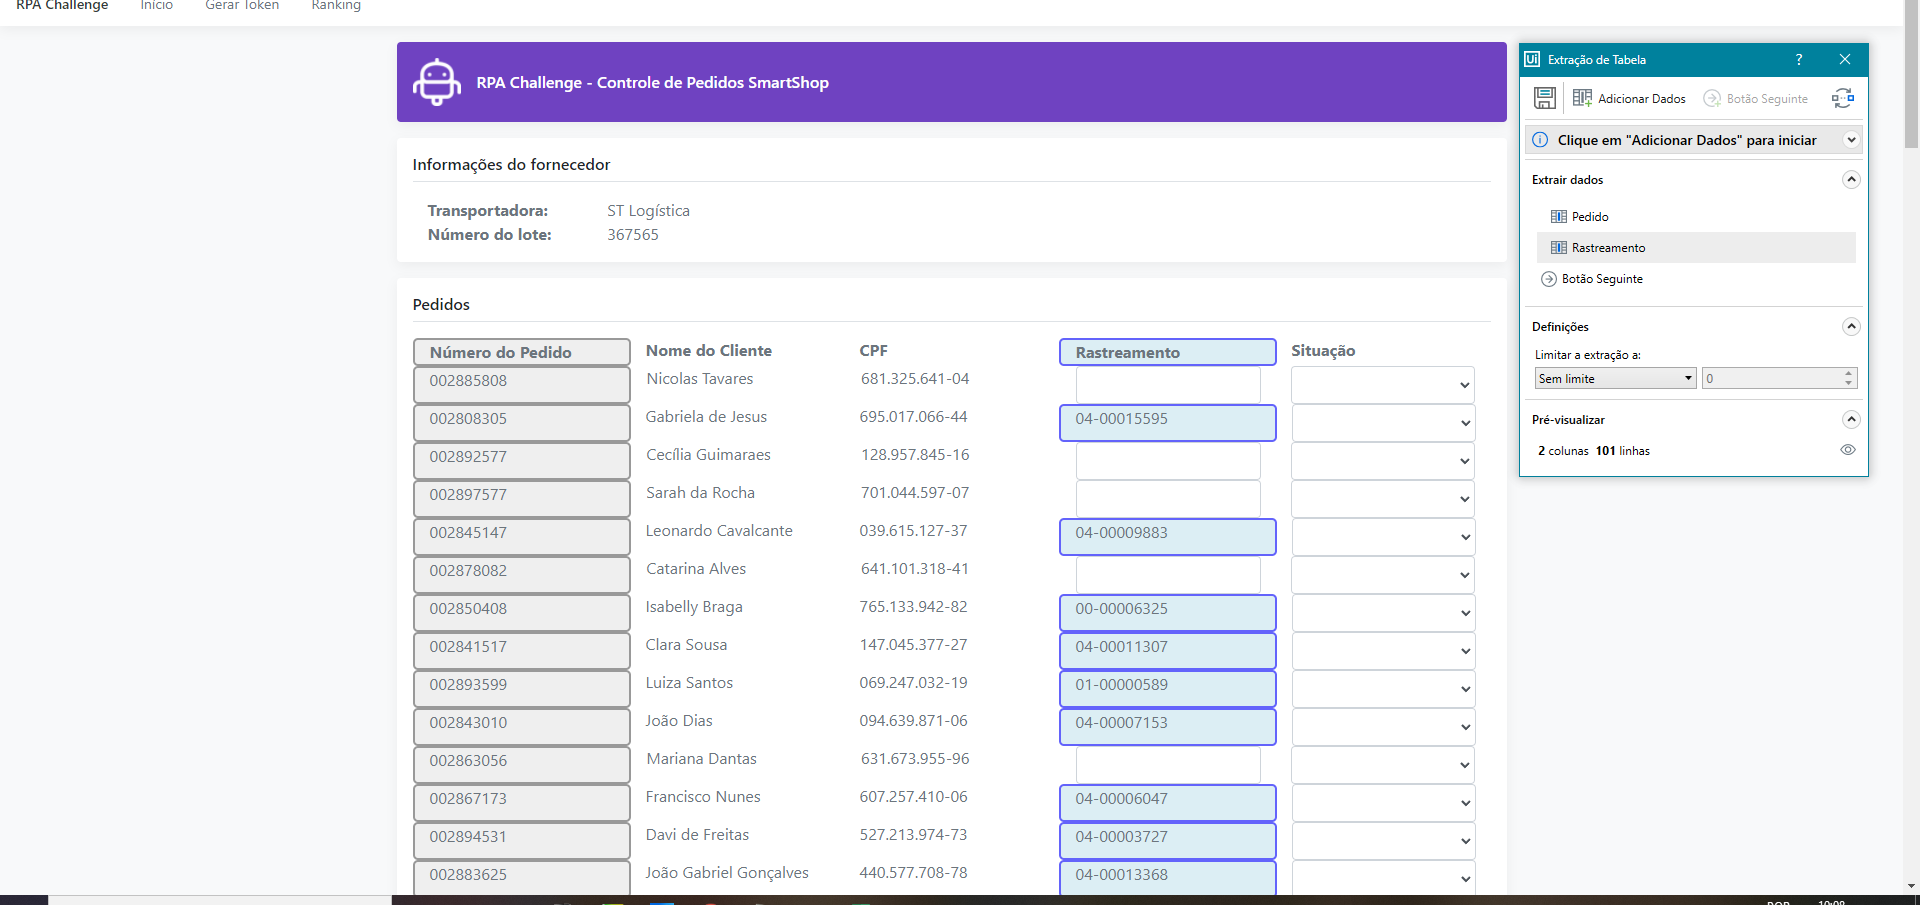 RPA Challenge Início Gerar Token Ranking
RPA Challenge - Controle de Pedidos SmartShop
Informações do fornecedor
Transportadora: ST Logística
Número do lote: 367565
Pedidos
Número do Pedido Nome do Cliente CPF Rastreamento Situação
002885808 Nicolas Tavares 681.325.641-04
002808305 Gabriela de Jesus 695.017.066-44 04-00015595
002892577 Cecília Guimaraes 128.957.845-16
002897577 Sarah da Rocha 701.044.597-07
002845147 Leonardo Cavalcante 039.615.127-37 04-00009883
002878082 Catarina Alves 641.101.318-41
002850408 Isabelly Braga 765.133.942-82 00-00006325
002841517 Clara Sousa 147.045.377-27 04-00011307
002893599 Luiza Santos 069.247.032-19 01-00000589
002843010 João Dias 094.639.871-06 04-00007153
002863056 Mariana Dantas 631.673.955-96
002867173 Francisco Nunes 607.257.410-06 04-00006047
002894531 Davi de Freitas 527.213.974-73 04-00003727
002883625 João Gabriel Gonçalves 440.577.708-78 04-00013368
Ui Extração de Tabela ?
Adicionar Dados Botão Seguinte
Clique em "Adicionar Dados" para iniciar
Extrair dados
Pedido
Rastreamento
Botão Seguinte
Definições
Limitar a extração a:
Sem limite 0
Pré-visualizar
2 colunas 101 linhas